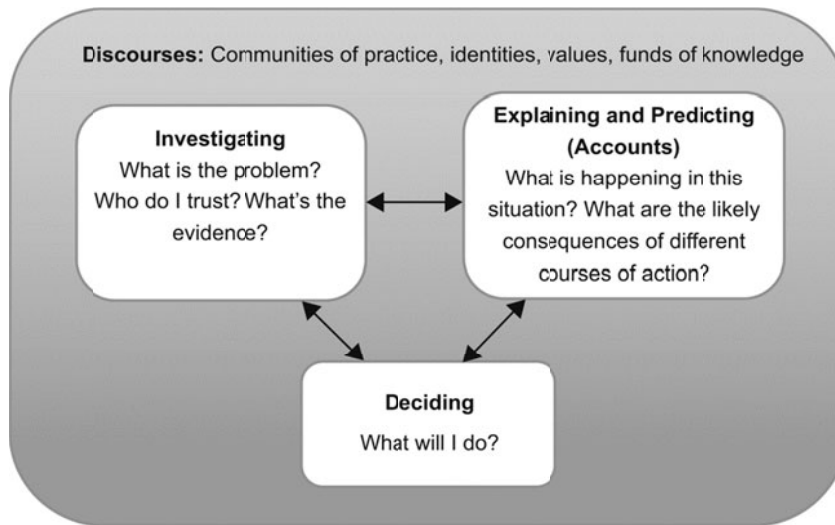 Discourses: Communities of practice, identities, values, funds of knowledge
Investigating
What is the problem?
Who do I trust? What's the
evidence?
Explaining and Predicting
(Accounts)
What is happening in this
situation? What are the likely
consequences of different
courses of action?
Deciding
What will I do?